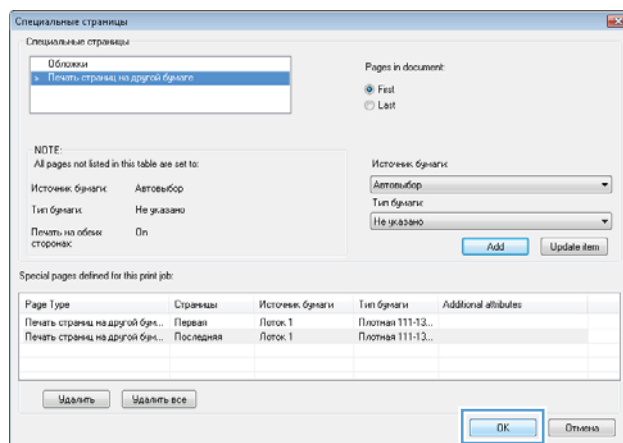 Специальные страницы
Специальные страницы
Обложки
» Печать страниц на другой бумаге
Pages in document:
First
Last
NOTE:
All pages not listed in this table are set to:
Источник бумаги: Автовыбор
Тип бумаги: Не указано
Печать на обеих сторонах: On
Источник бумаги:
Автовыбор
Тип бумаги:
Не указано
Add Update item
Special pages defined for this print job:
Page Type Страницы Источник бумаги Тип бумаги Additional attributes
Печать страниц на другой бум... Первая Лоток 1 Плотная 111-13...
Печать страниц на другой бум... Последняя Лоток 1 Плотная 111-13...
Удалить Удалить все
OK Отмена